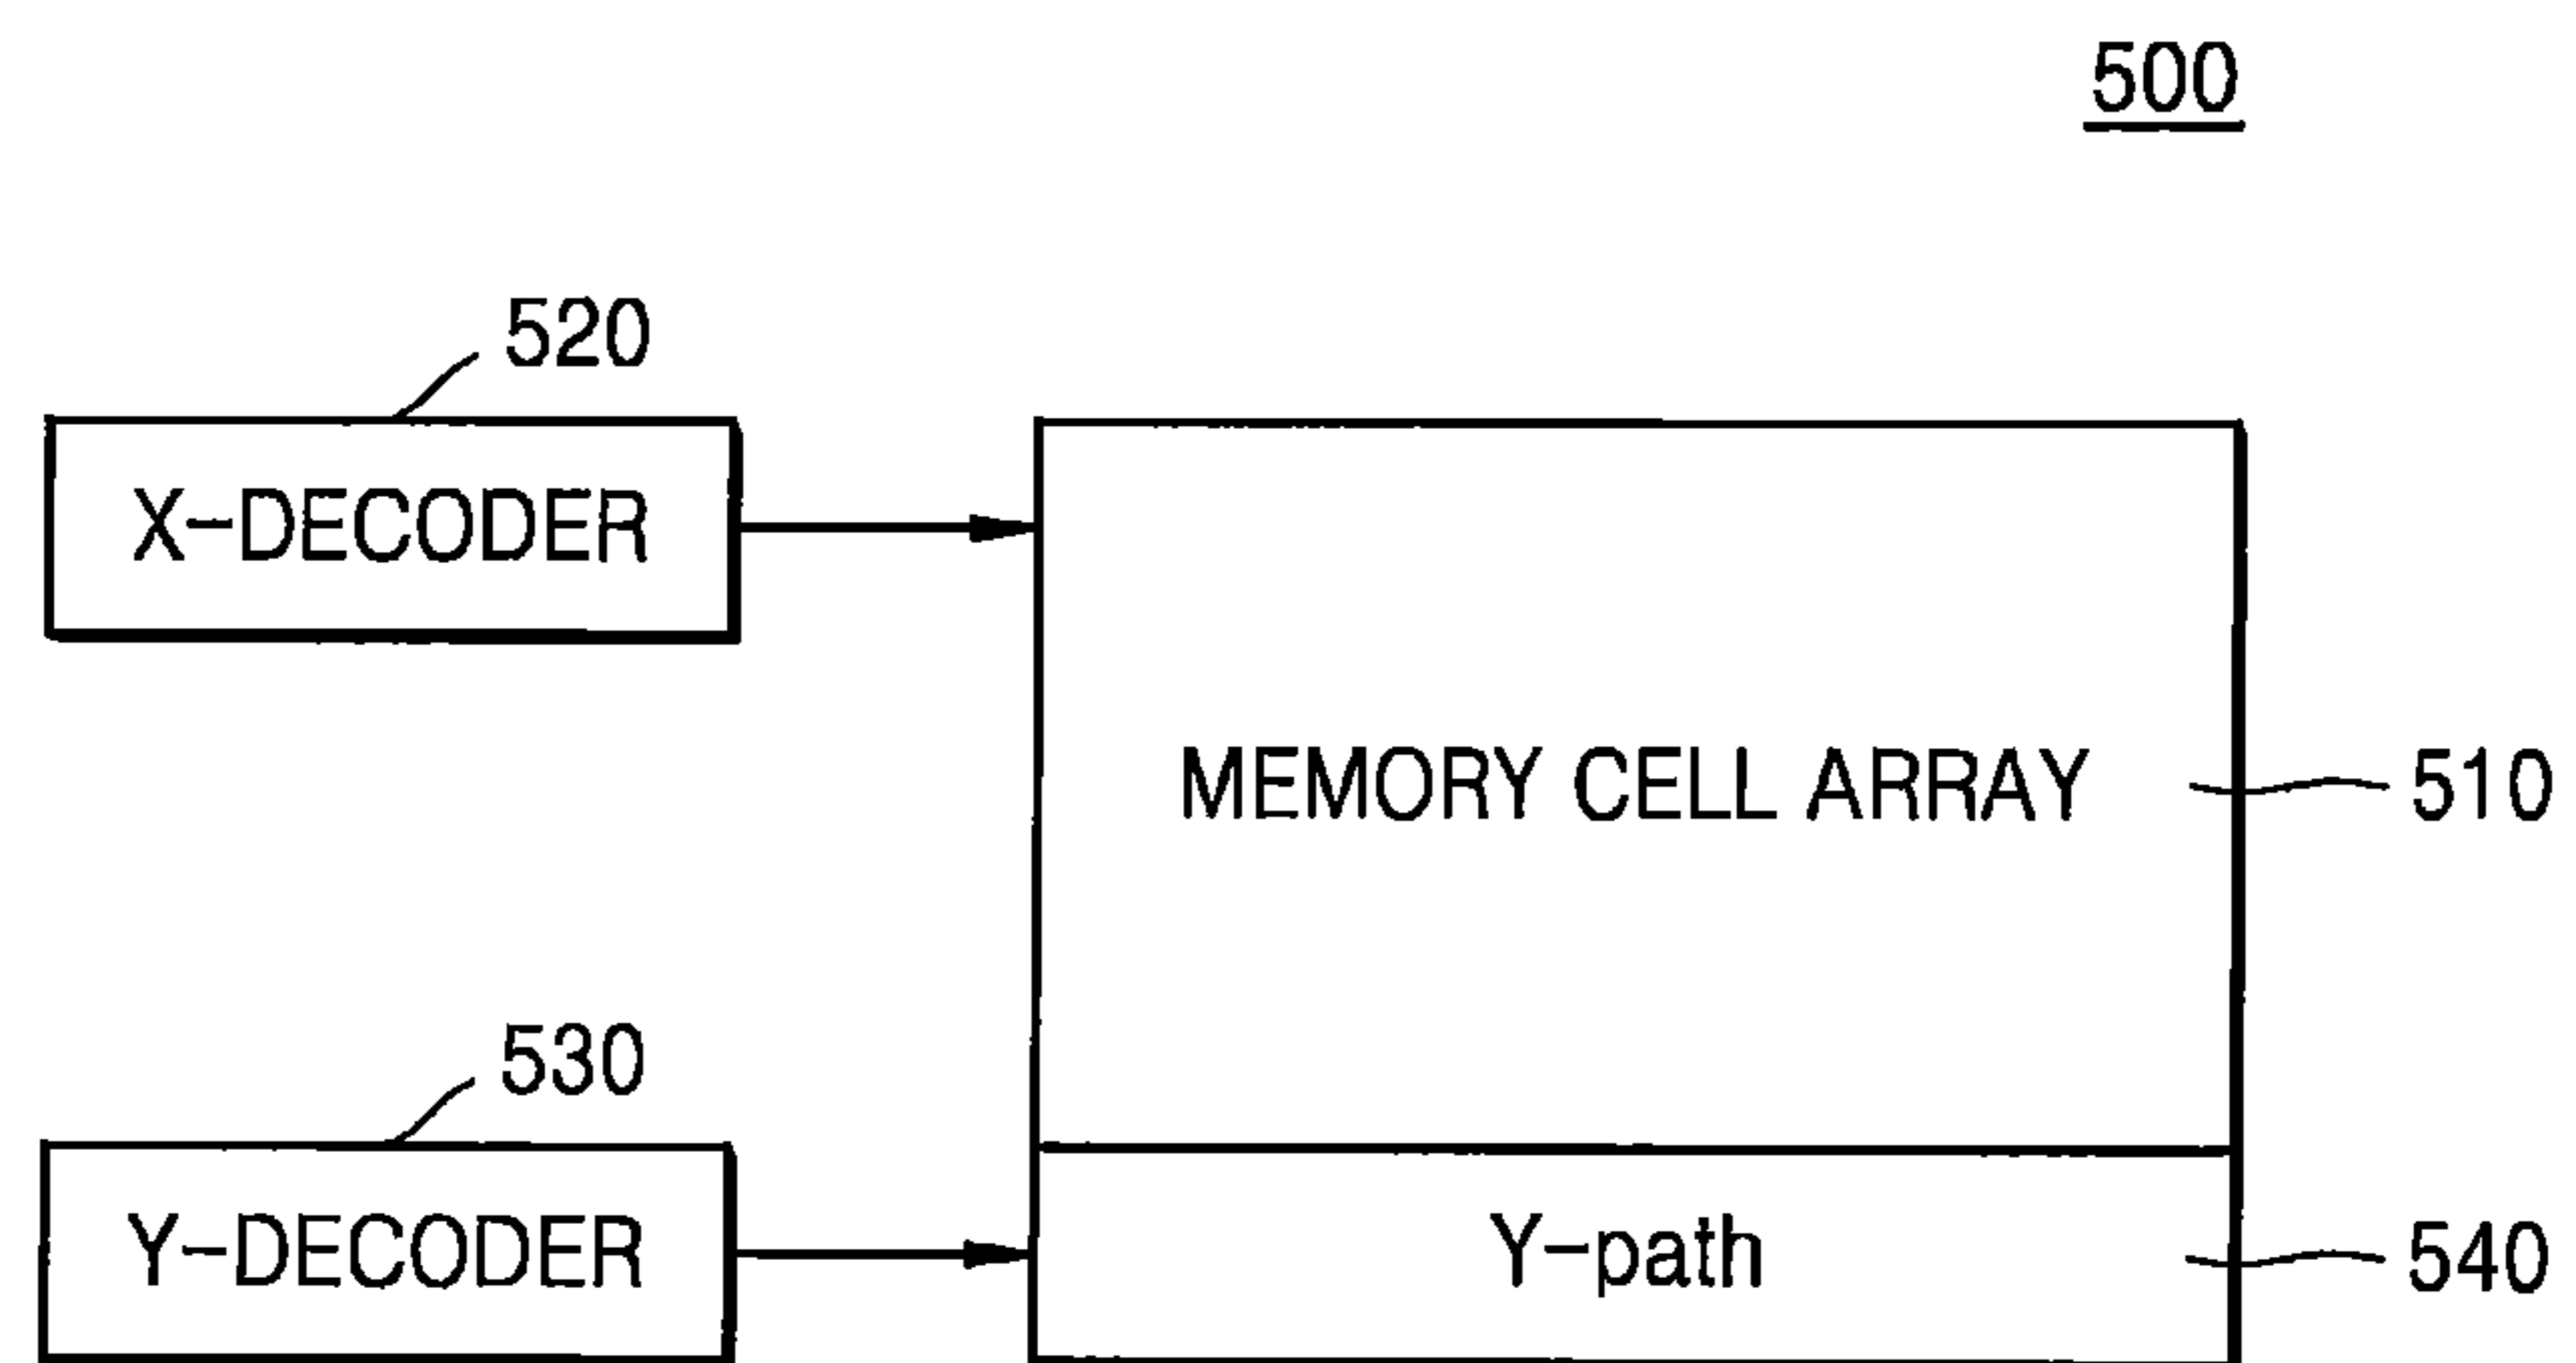 500
520
X-DECODER
MEMORY CELL ARRAY
510
530
Y-DECODER
Y-path
540